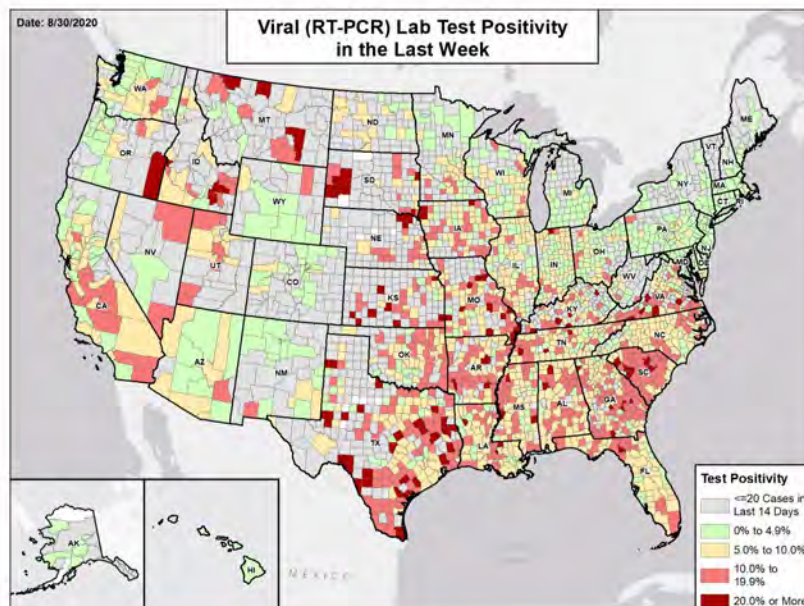 Date: 8/30/2020
Viral (RT-PCR) Lab Test Positivity
in the Last Week
WA
MT
ND
MN
ME
OR
ID
SD
WI
MI
VT
NH
NY
MA
CT
RI
WY
NE
IA
PA
NJ
NV
UT
CO
IL
IN
OH
MD
DE
WV
VA
CA
KS
MO
KY
AZ
NM
OK
AR
TN
NC
SC
TX
LA
MS
AL
GA
FL
AK
HI
MEXICO
Test Positivity
<=20 Cases in
Last 14 Days
0% to 4.9%
5.0% to 10.0%
10.0% to
19.9%
20.0% or More